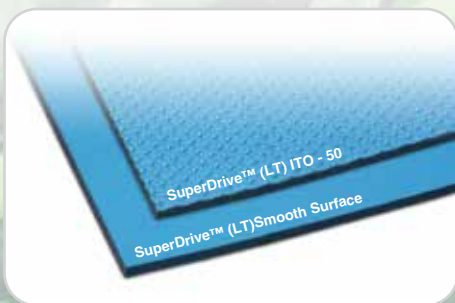 SuperDrive™ (LT) ITO - 50
SuperDrive™ (LT)Smooth Surface